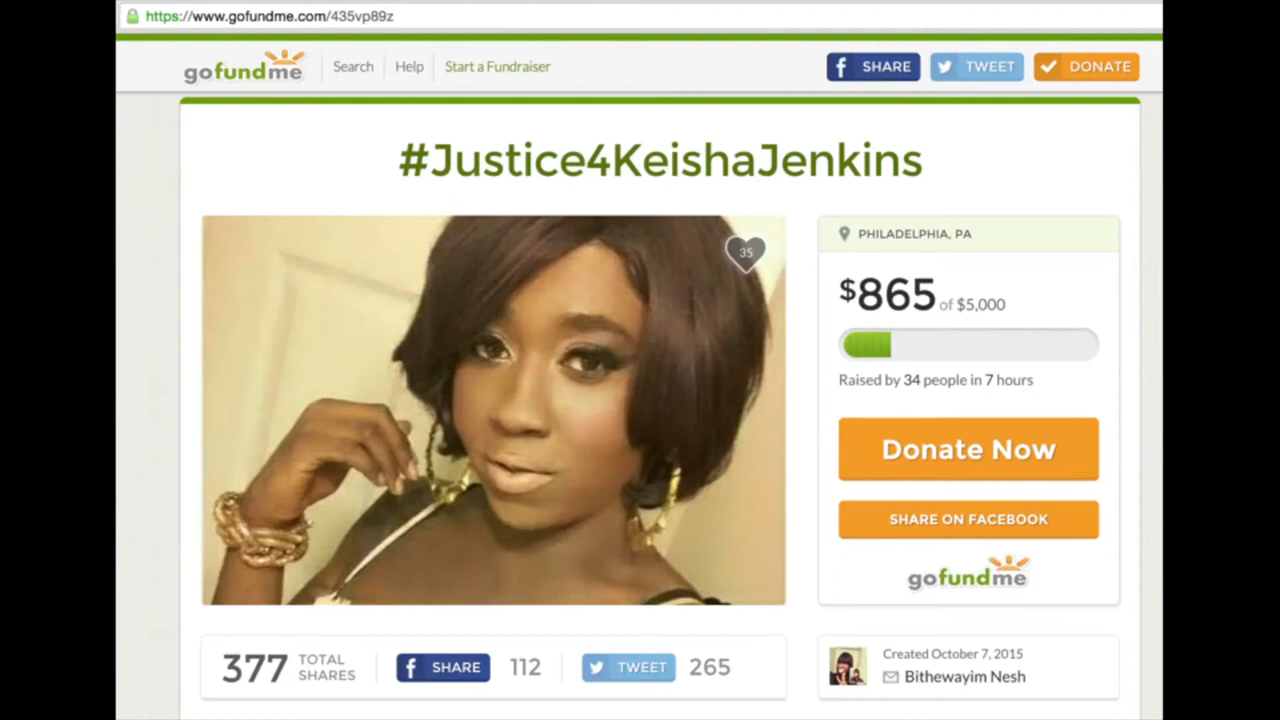 https://www.gofundme.com/435vp89z
gofundme Search Help Start a Fundraiser SHARE TWEET DONATE
#Justice4KeishaJenkins
35
PHILADELPHIA, PA
$865 of $5,000
Raised by 34 people in 7 hours
Donate Now
SHARE ON FACEBOOK
gofundme
377 TOTAL SHARES SHARE 112 TWEET 265
Created October 7, 2015
Bithewayim Nesh